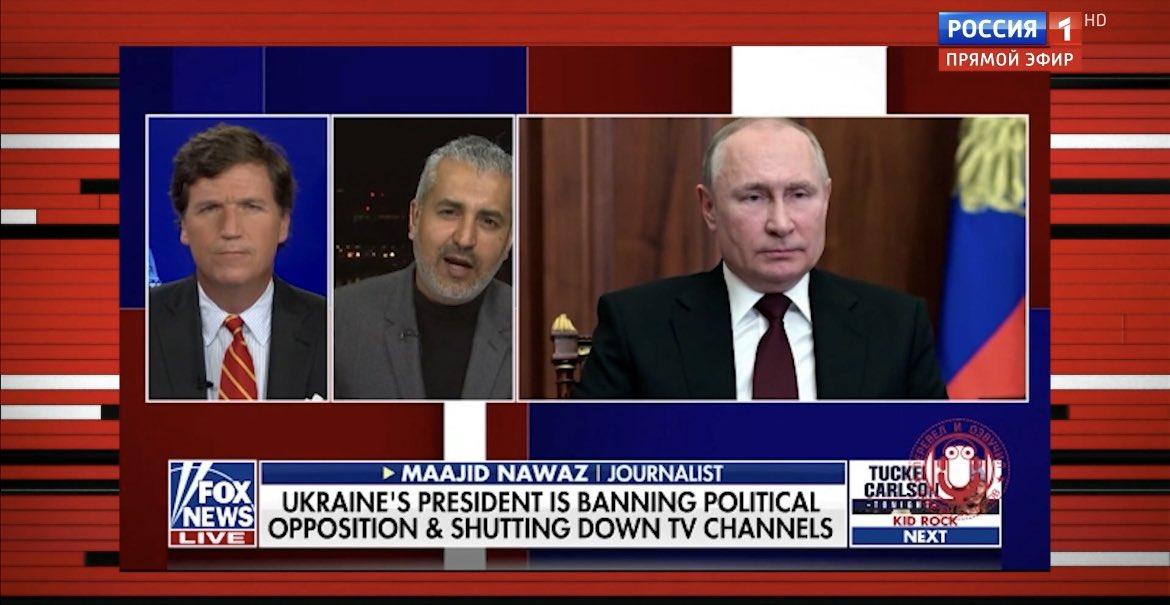 РОССИЯ 1 HD
ПРЯМОЙ ЭФИР
MAAJID NAWAZ | JOURNALIST
UKRAINE'S PRESIDENT IS BANNING POLITICAL
OPPOSITION & SHUTTING DOWN TV CHANNELS
FOX
NEWS
LIVE
CARLSON
KID ROCK
NEXT